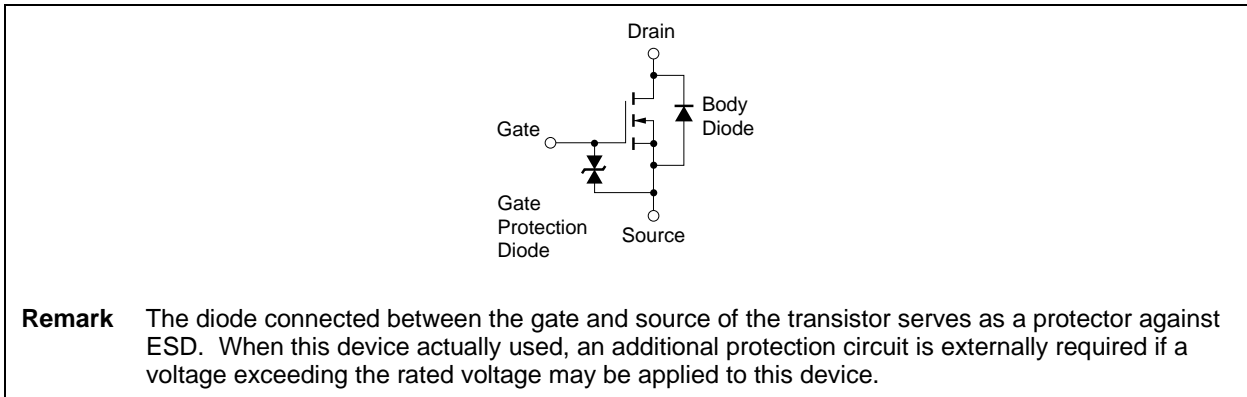 Drain
Body
Diode
Gate
Gate
Protection
Diode
Source
Remark The diode connected between the gate and source of the transistor serves as a protector against
ESD. When this device actually used, an additional protection circuit is externally required if a
voltage exceeding the rated voltage may be applied to this device.